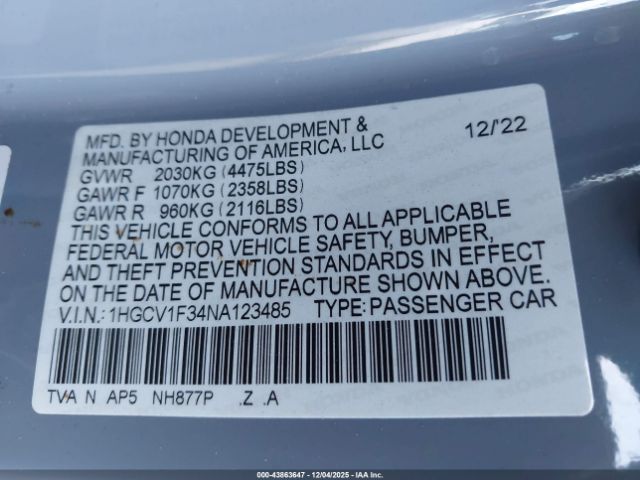 MFD. BY HONDA DEVELOPMENT & 12/'22
MANUFACTURING OF AMERICA, LLC
GVWR 2030KG (4475LBS)
GAWR F 1070KG (2358LBS)
GAWR R 960KG (2116LBS)
THIS VEHICLE CONFORMS TO ALL APPLICABLE
FEDERAL MOTOR VEHICLE SAFETY, BUMPER,
AND THEFT PREVENTION STANDARDS IN EFFECT
ON THE DATE OF MANUFACTURE SHOWN ABOVE.
V.I.N.: 1HGCV1F34NA123485 TYPE: PASSENGER CAR
TVA N AP5 NH877P .Z .A
000-43863647 - 12/04/2025 - IAA Inc.